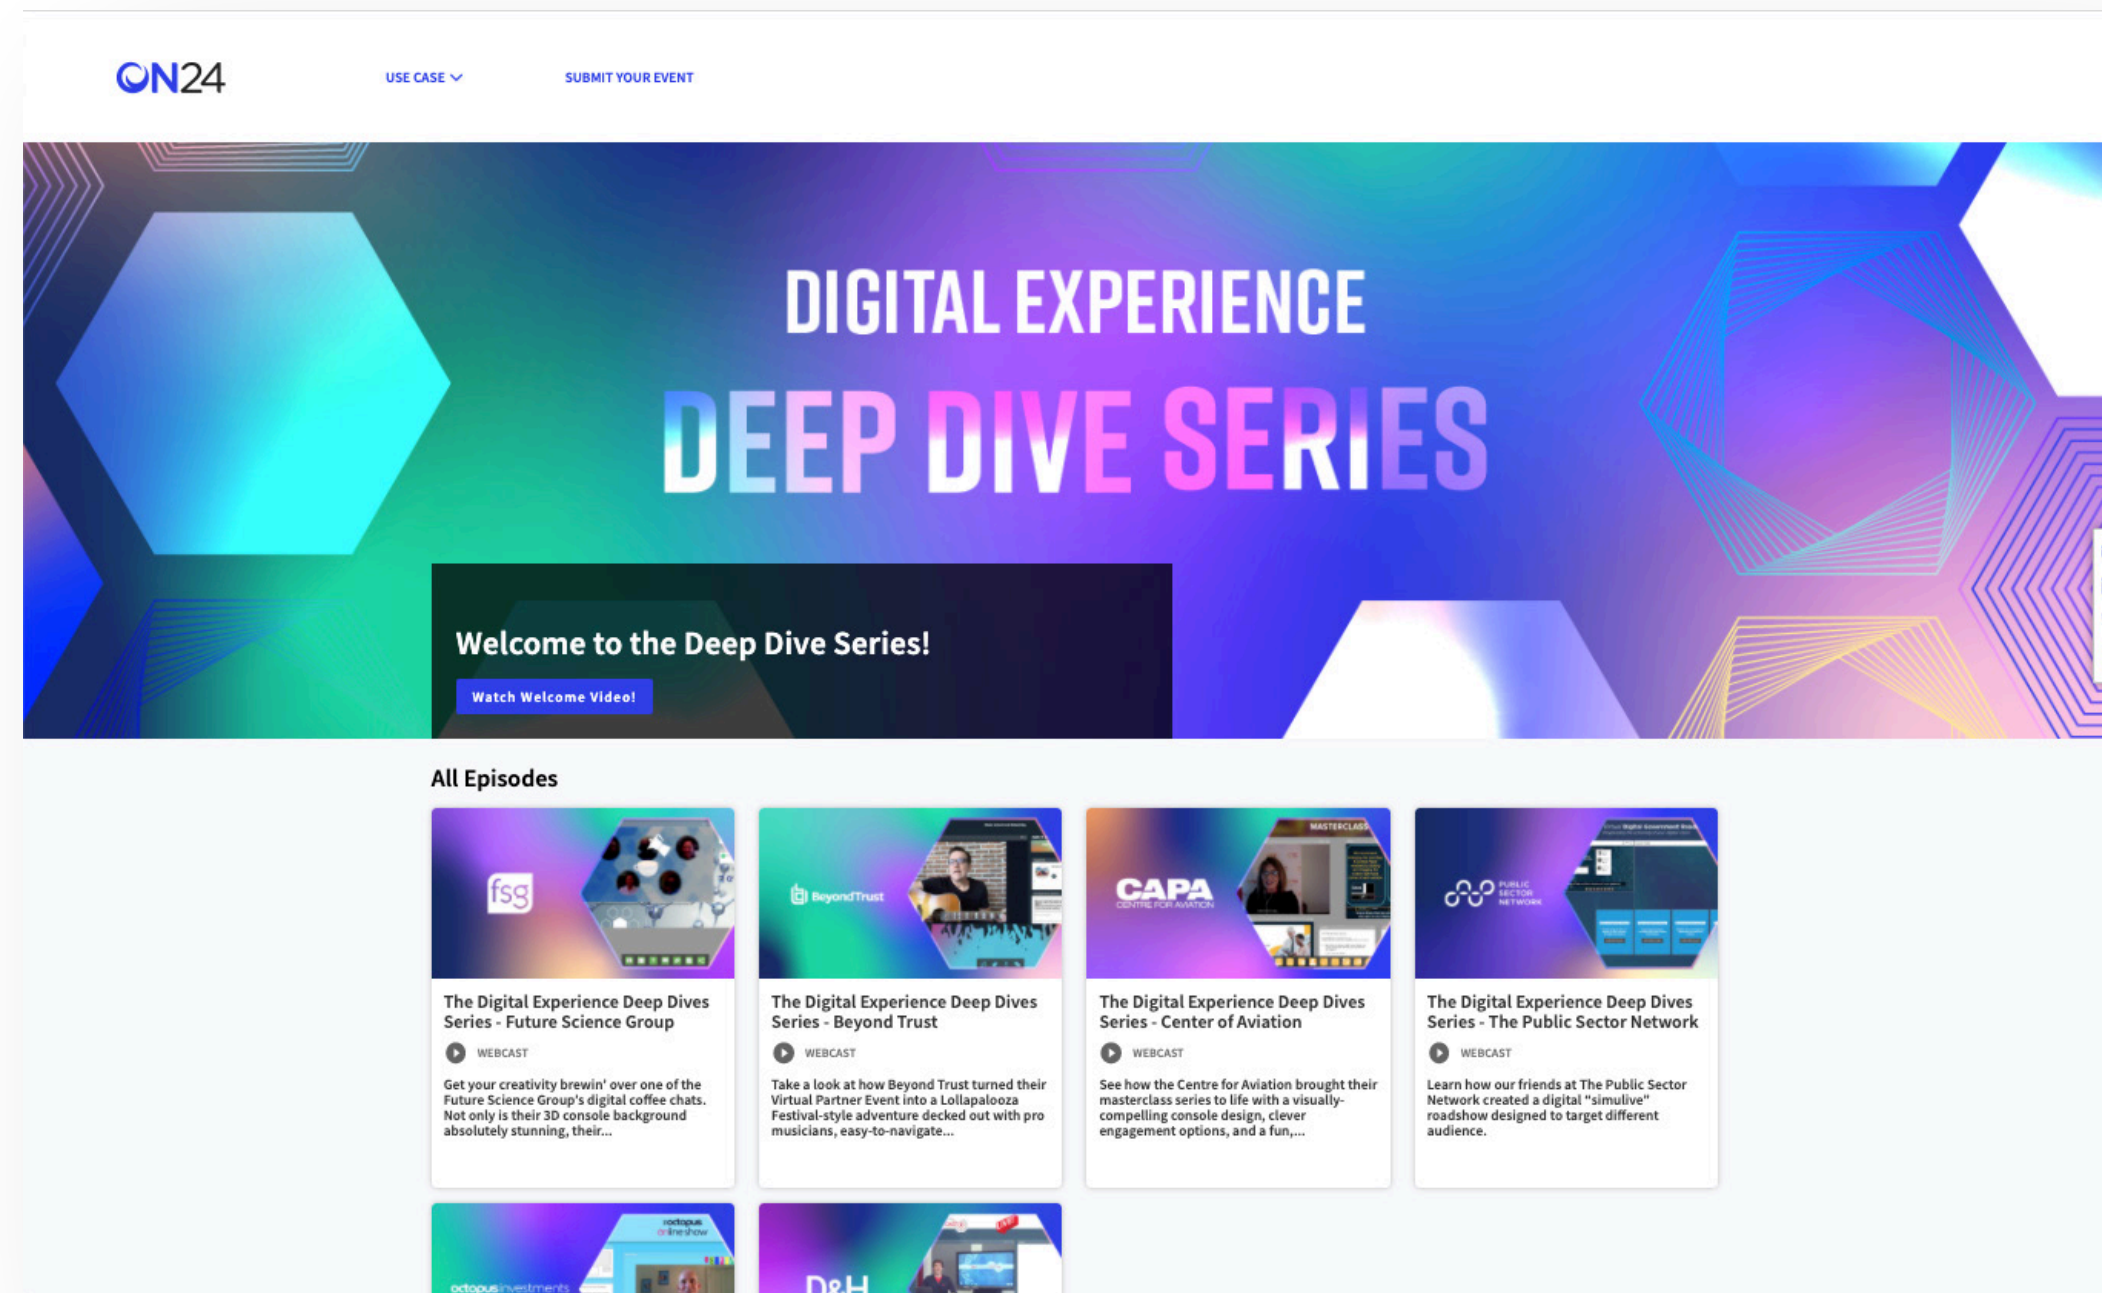 ON24
USE CASE
SUBMIT YOUR EVENT
DIGITAL EXPERIENCE
DEEP DIVE SERIES
Welcome to the Deep Dive Series!
Watch Welcome Video!
All Episodes
fsg
The Digital Experience Deep Dives
Series - Future Science Group
WEBCAST
Get your creativity brewin' over one of the
Future Science Group's digital coffee chats.
Not only is their 3D console background
absolutely stunning, their...
BeyondTrust
The Digital Experience Deep Dives
Series - Beyond Trust
WEBCAST
Take a look at how Beyond Trust turned their
Virtual Partner Event into a Lollapalooza
Festival-style adventure decked out with pro
musicians, easy-to-navigate...
MASTERCLASS
CAPA
CENTRE FOR AVIATION
The Digital Experience Deep Dives
Series - Center of Aviation
WEBCAST
See how the Centre for Aviation brought their
masterclass series to life with a visually-
compelling console design, clever
engagement options, and a fun,...
PUBLIC
SECTOR
NETWORK
The Digital Experience Deep Dives
Series - The Public Sector Network
WEBCAST
Learn how our friends at The Public Sector
Network created a digital “simulive”
roadshow designed to target different
audience.
octopus
onlineshow
octopusinvestments
D&H